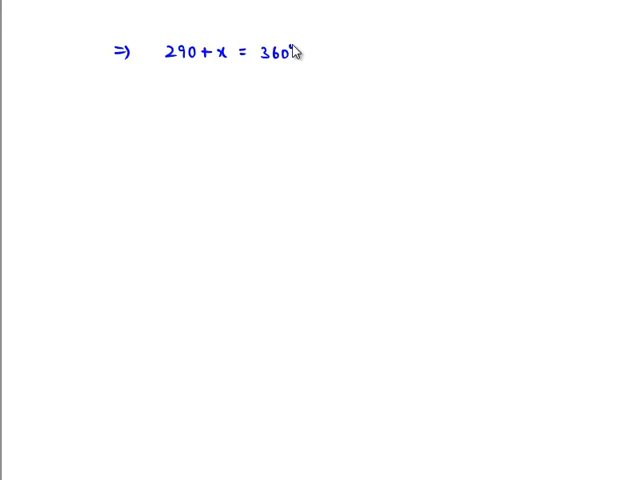 =) 290 + x = 360°